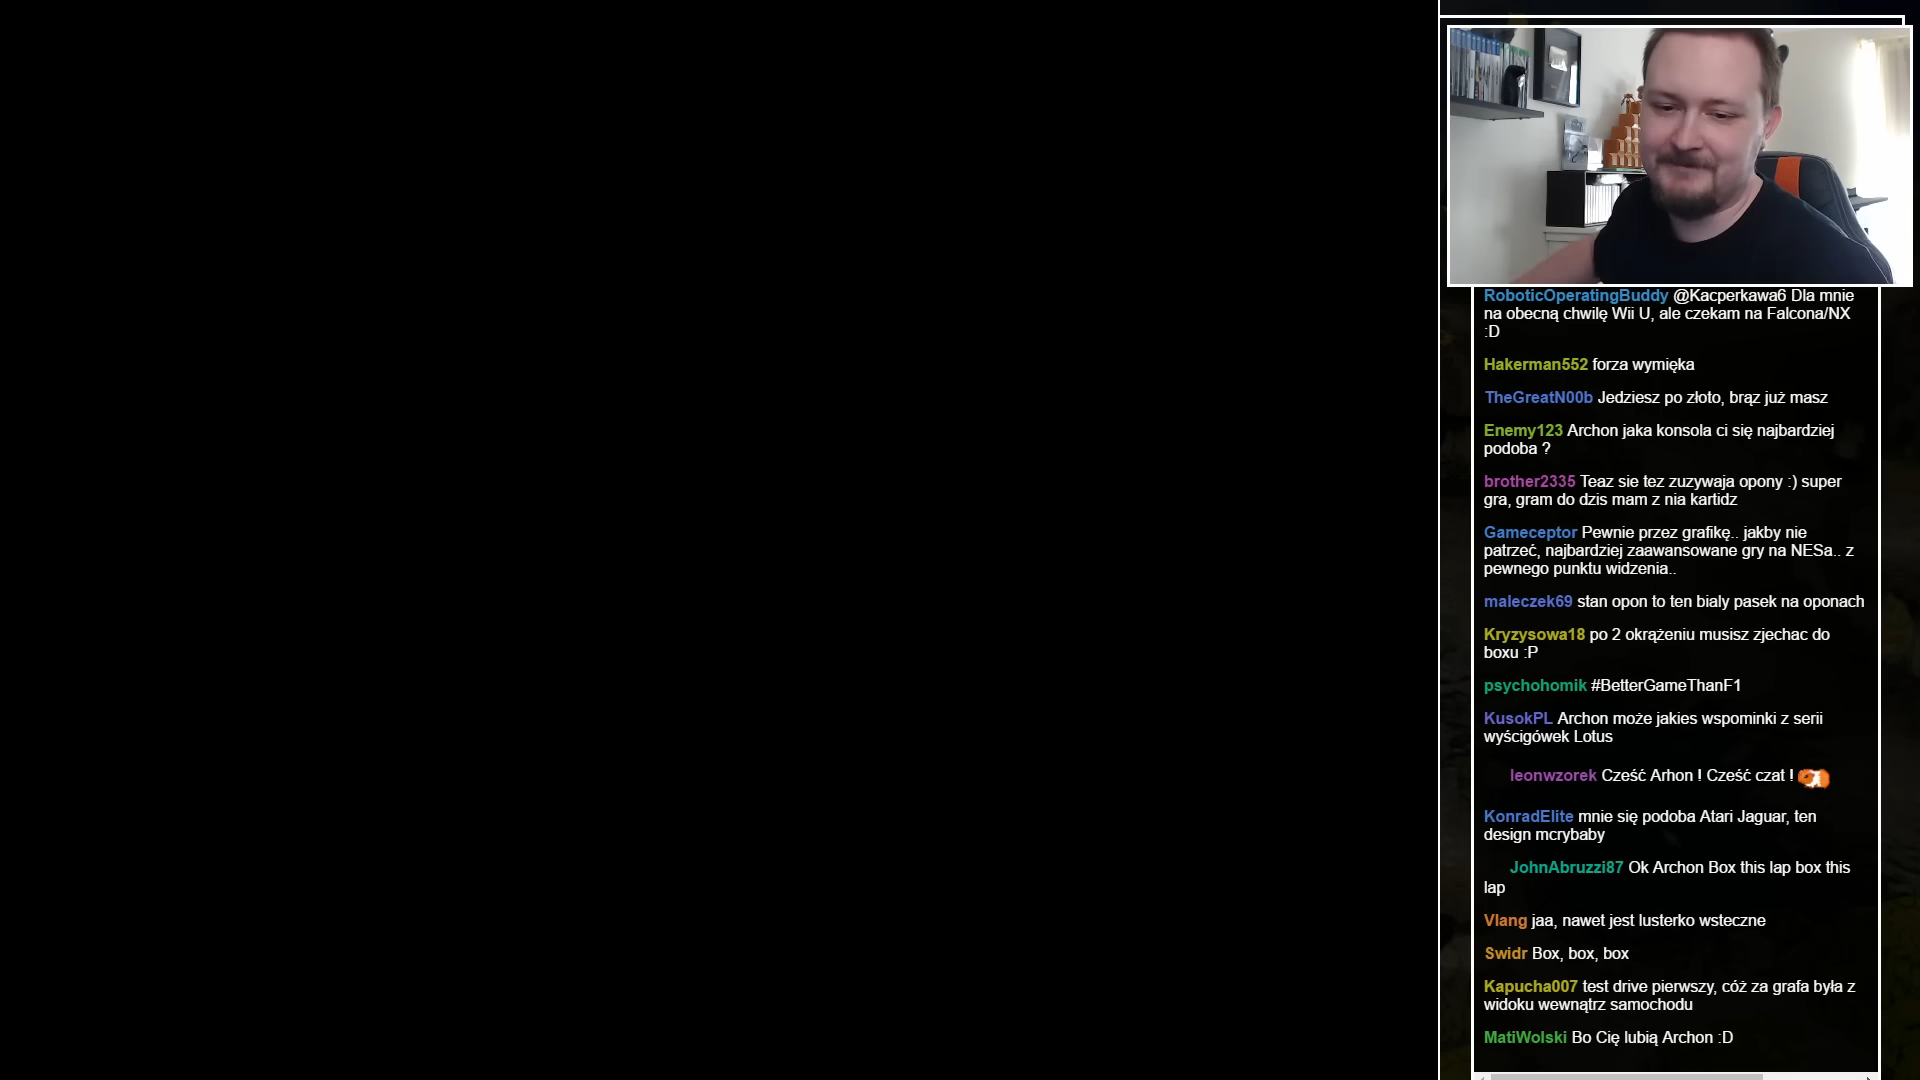 RoboticOperatingBuddy @Kacperkawa6 Dla mnie
na obecną chwilę Wii U, ale czekam na Falcona/NX
:D
Hakerman552 forza wymięka
TheGreatN00b Jedziesz po złoto, brąz już masz
Enemy123 Archon jaka konsola ci się najbardziej
podoba ?
brother2335 Teaz sie tez zuzywaja opony :) super
gra, gram do dzis mam z nia kartidz
Gameceptor Pewnie przez grafikę.. jakby nie
patrzeć, najbardziej zaawansowane gry na NESa.. z
pewnego punktu widzenia..
maleczek69 stan opon to ten bialy pasek na oponach
Kryzysowa18 po 2 okrążeniu musisz zjechac do
boxu :P
psychohomik #BetterGameThanF1
KusokPL Archon może jakies wspominki z serii
wyścigówek Lotus
leonwzorek Cześć Arhon ! Cześć czat !
KonradElite mnie się podoba Atari Jaguar, ten
design mcrybaby
JohnAbruzzi87 Ok Archon Box this lap box this
lap
Vlang jaa, nawet jest lusterko wsteczne
Swidr Box, box, box
Kapucha007 test drive pierwszy, cóż za grafa była z
widoku wewnątrz samochodu
MatiWolski Bo Cię lubią Archon :D